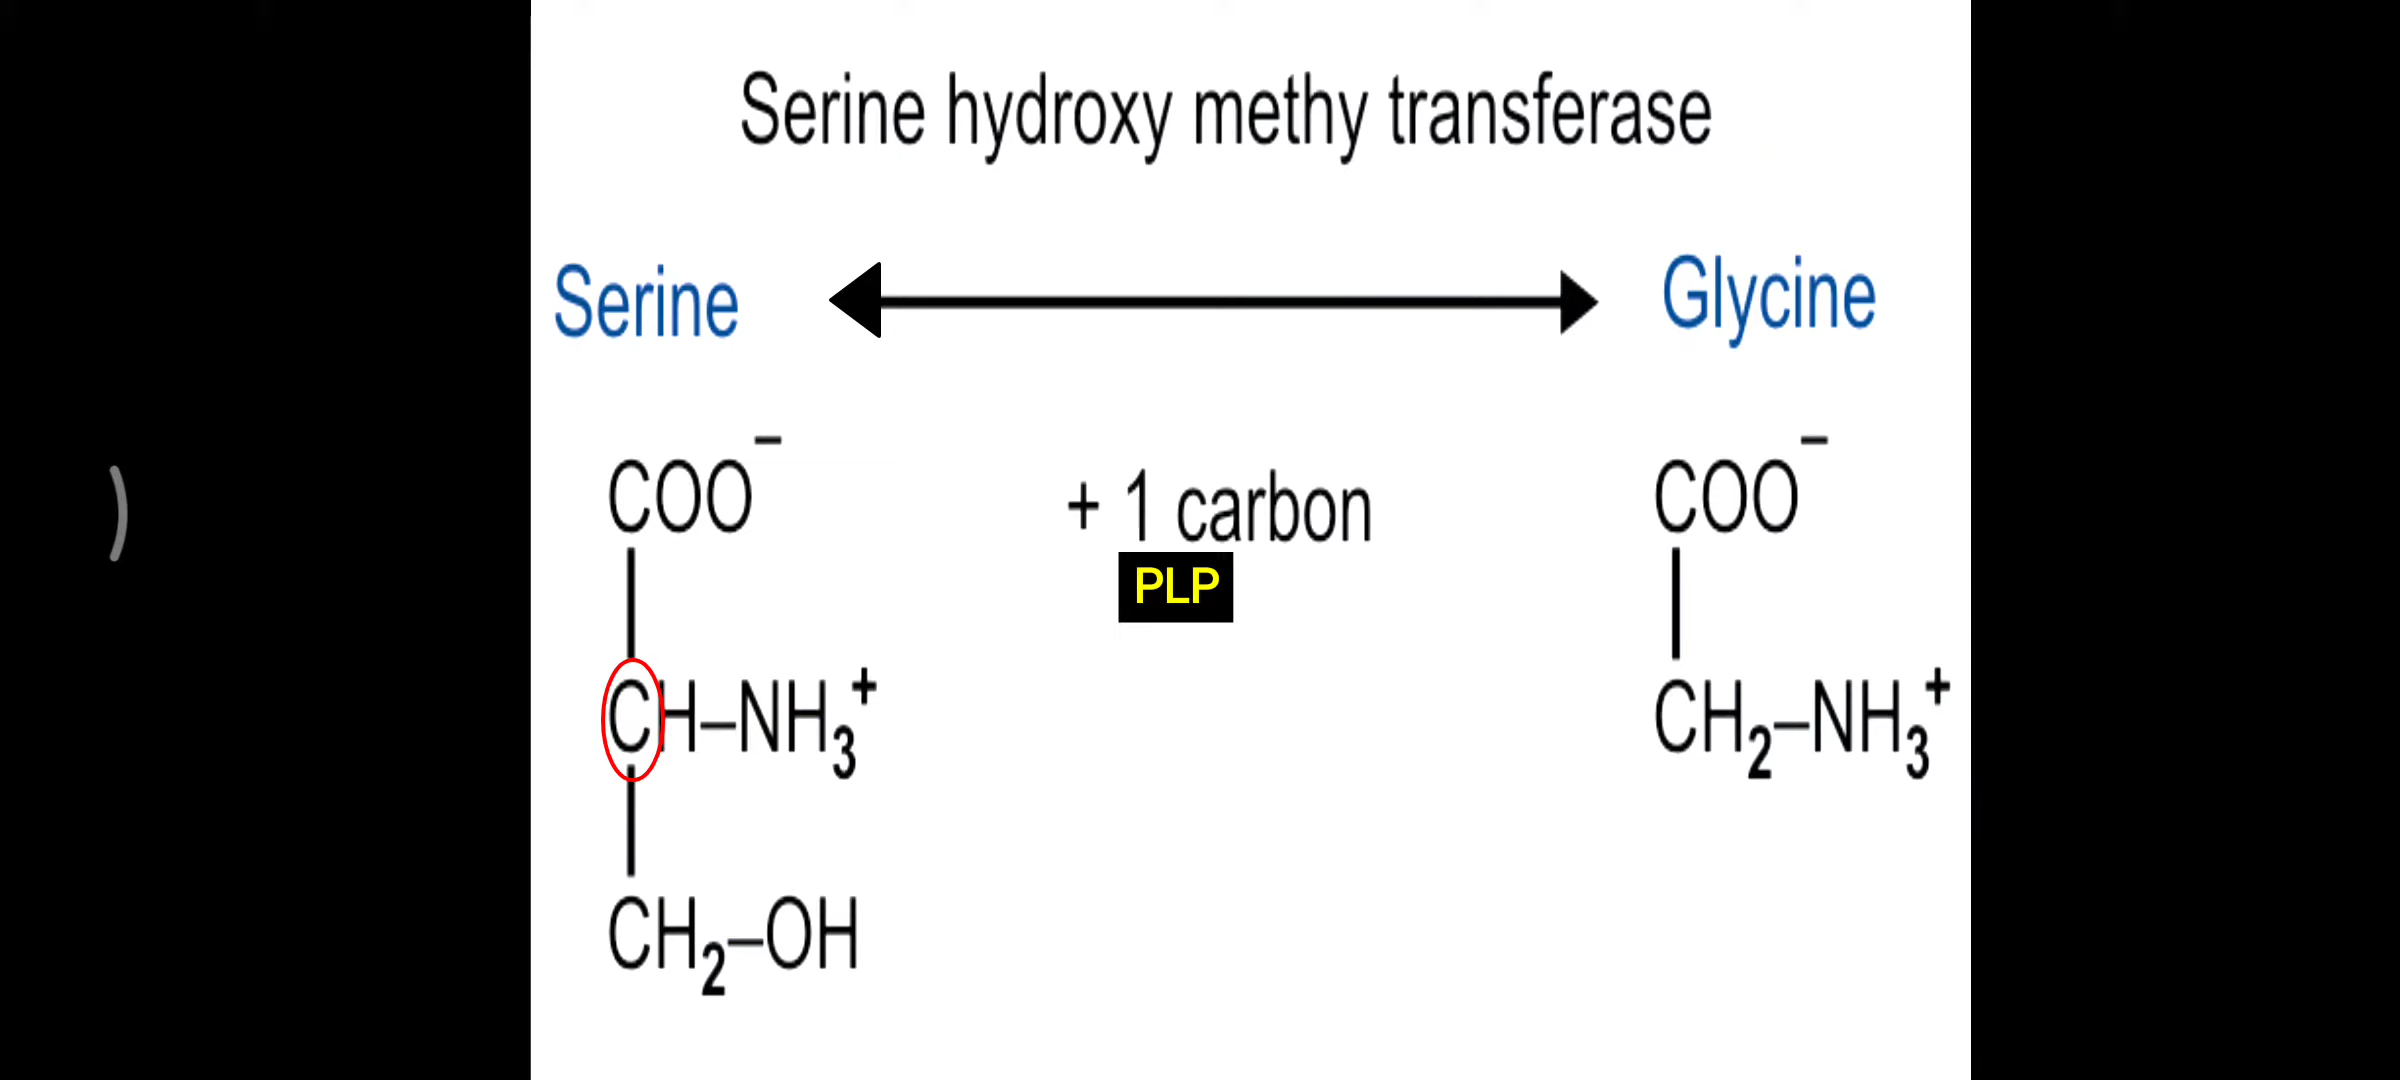 Serine hydroxy methy transferase
Serine Glycine
COO⁻ + 1 carbon COO⁻
PLP
CH–NH₃⁺ CH₂–NH₃⁺
CH₂–OH